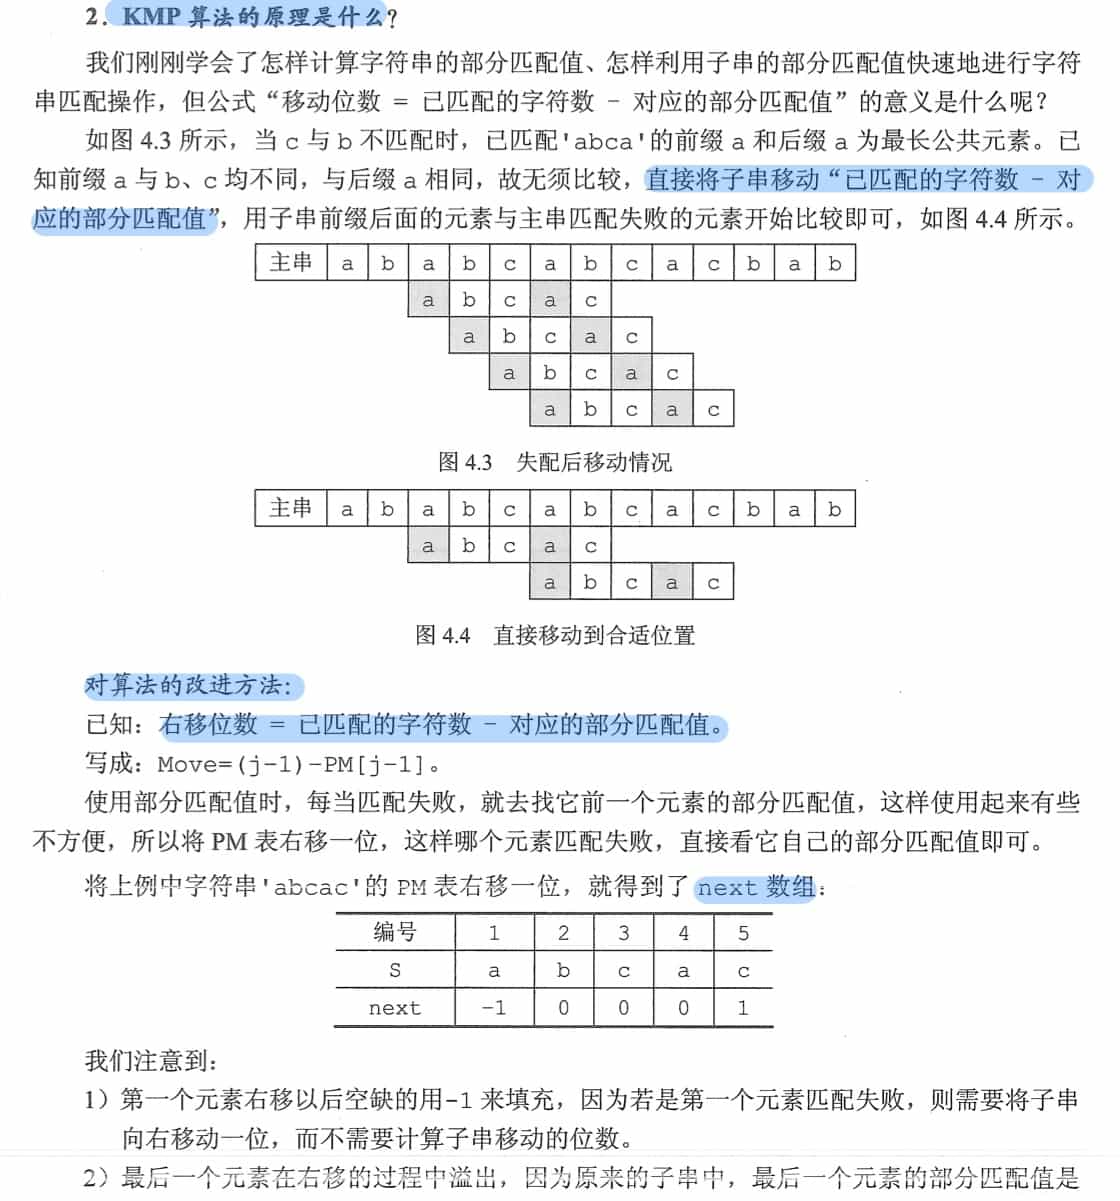 2. KMP 算法的原理是什么？
我们刚刚学会了怎样计算字符串的部分匹配值、怎样利用子串的部分匹配值快速地进行字符
串匹配操作，但公式“移动位数 = 已匹配的字符数 - 对应的部分匹配值”的意义是什么呢？
如图 4.3 所示，当 c 与 b 不匹配时，已匹配'abca'的前缀 a 和后缀 a 为最长公共元素。已
知前缀 a 与 b、c 均不同，与后缀 a 相同，故无须比较，直接将子串移动“已匹配的字符数 - 对
应的部分匹配值”，用子串前缀后面的元素与主串匹配失败的元素开始比较即可，如图 4.4 所示。
主串 a b a b c a b c a c b a b
a b c a c
a b c a c
a b c a c
a b c a c
图 4.3 失配后移动情况
主串 a b a b c a b c a c b a b
a b c a c
a b c a c
图 4.4 直接移动到合适位置
对算法的改进方法:
已知：右移位数 = 已匹配的字符数 - 对应的部分匹配值。
写成：Move=(j-1)-PM[j-1]。
使用部分匹配值时，每当匹配失败，就去找它前一个元素的部分匹配值，这样使用起来有些
不方便，所以将 PM 表右移一位，这样哪个元素匹配失败，直接看它自己的部分匹配值即可。
将上例中字符串'abcac'的 PM 表右移一位，就得到了 next 数组：
编号 1 2 3 4 5
S a b c a c
next -1 0 0 0 1
我们注意到：
1）第一个元素右移以后空缺的用-1 来填充，因为若是第一个元素匹配失败，则需要将子串
向右移动一位，而不需要计算子串移动的位数。
2）最后一个元素在右移的过程中溢出，因为原来的子串中，最后一个元素的部分匹配值是